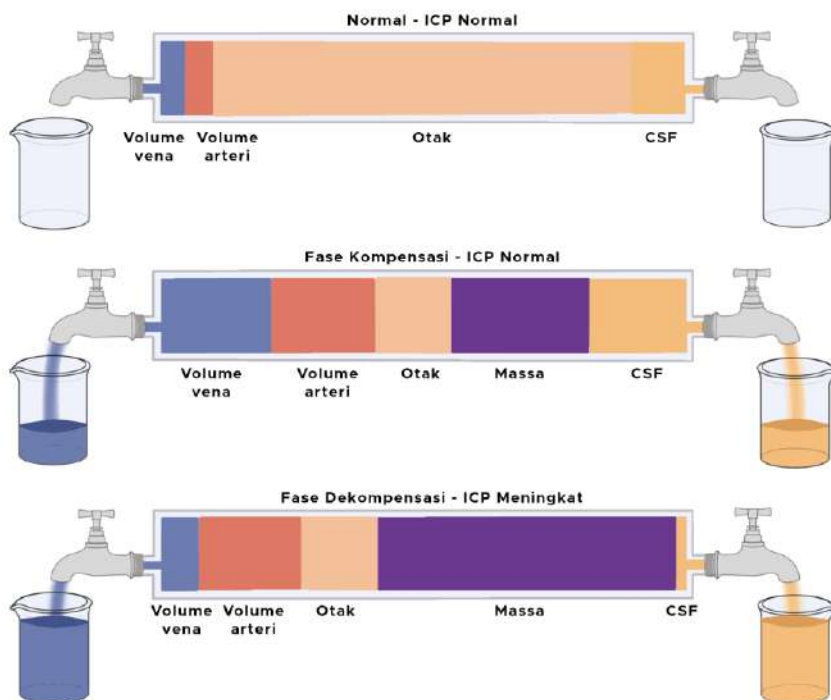 Normal - ICP Normal
Volume vena
Volume arteri
Otak
CSF
Fase Kompensasi - ICP Normal
Volume vena
Volume arteri
Otak
Massa
CSF
Fase Dekompensasi - ICP Meningkat
Volume vena
Volume arteri
Otak
Massa
CSF